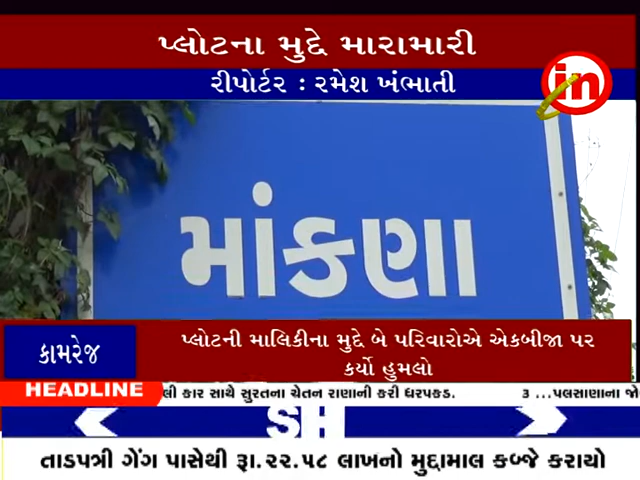 પ્લોટના મુદ્દે મારામારી
રીપોર્ટર : રમેશ ખંભાતી
in
માંકણા
કામરેજ
પ્લોટની માલિકીના મુદ્દે બે પરિવારોએ એકબીજા પર
કર્યો હુમલો
HEADLINE
લી કાર સાથે સુરતના ચેતન રાણાની કરી ધરપકડ. ૩ ...પલસાણાના જો
SH
તાડપત્રી ગેંગ પાસેથી રૂા.૨૨.૫૮ લાખનો મુદ્દામાલ કબ્જે કરાયો